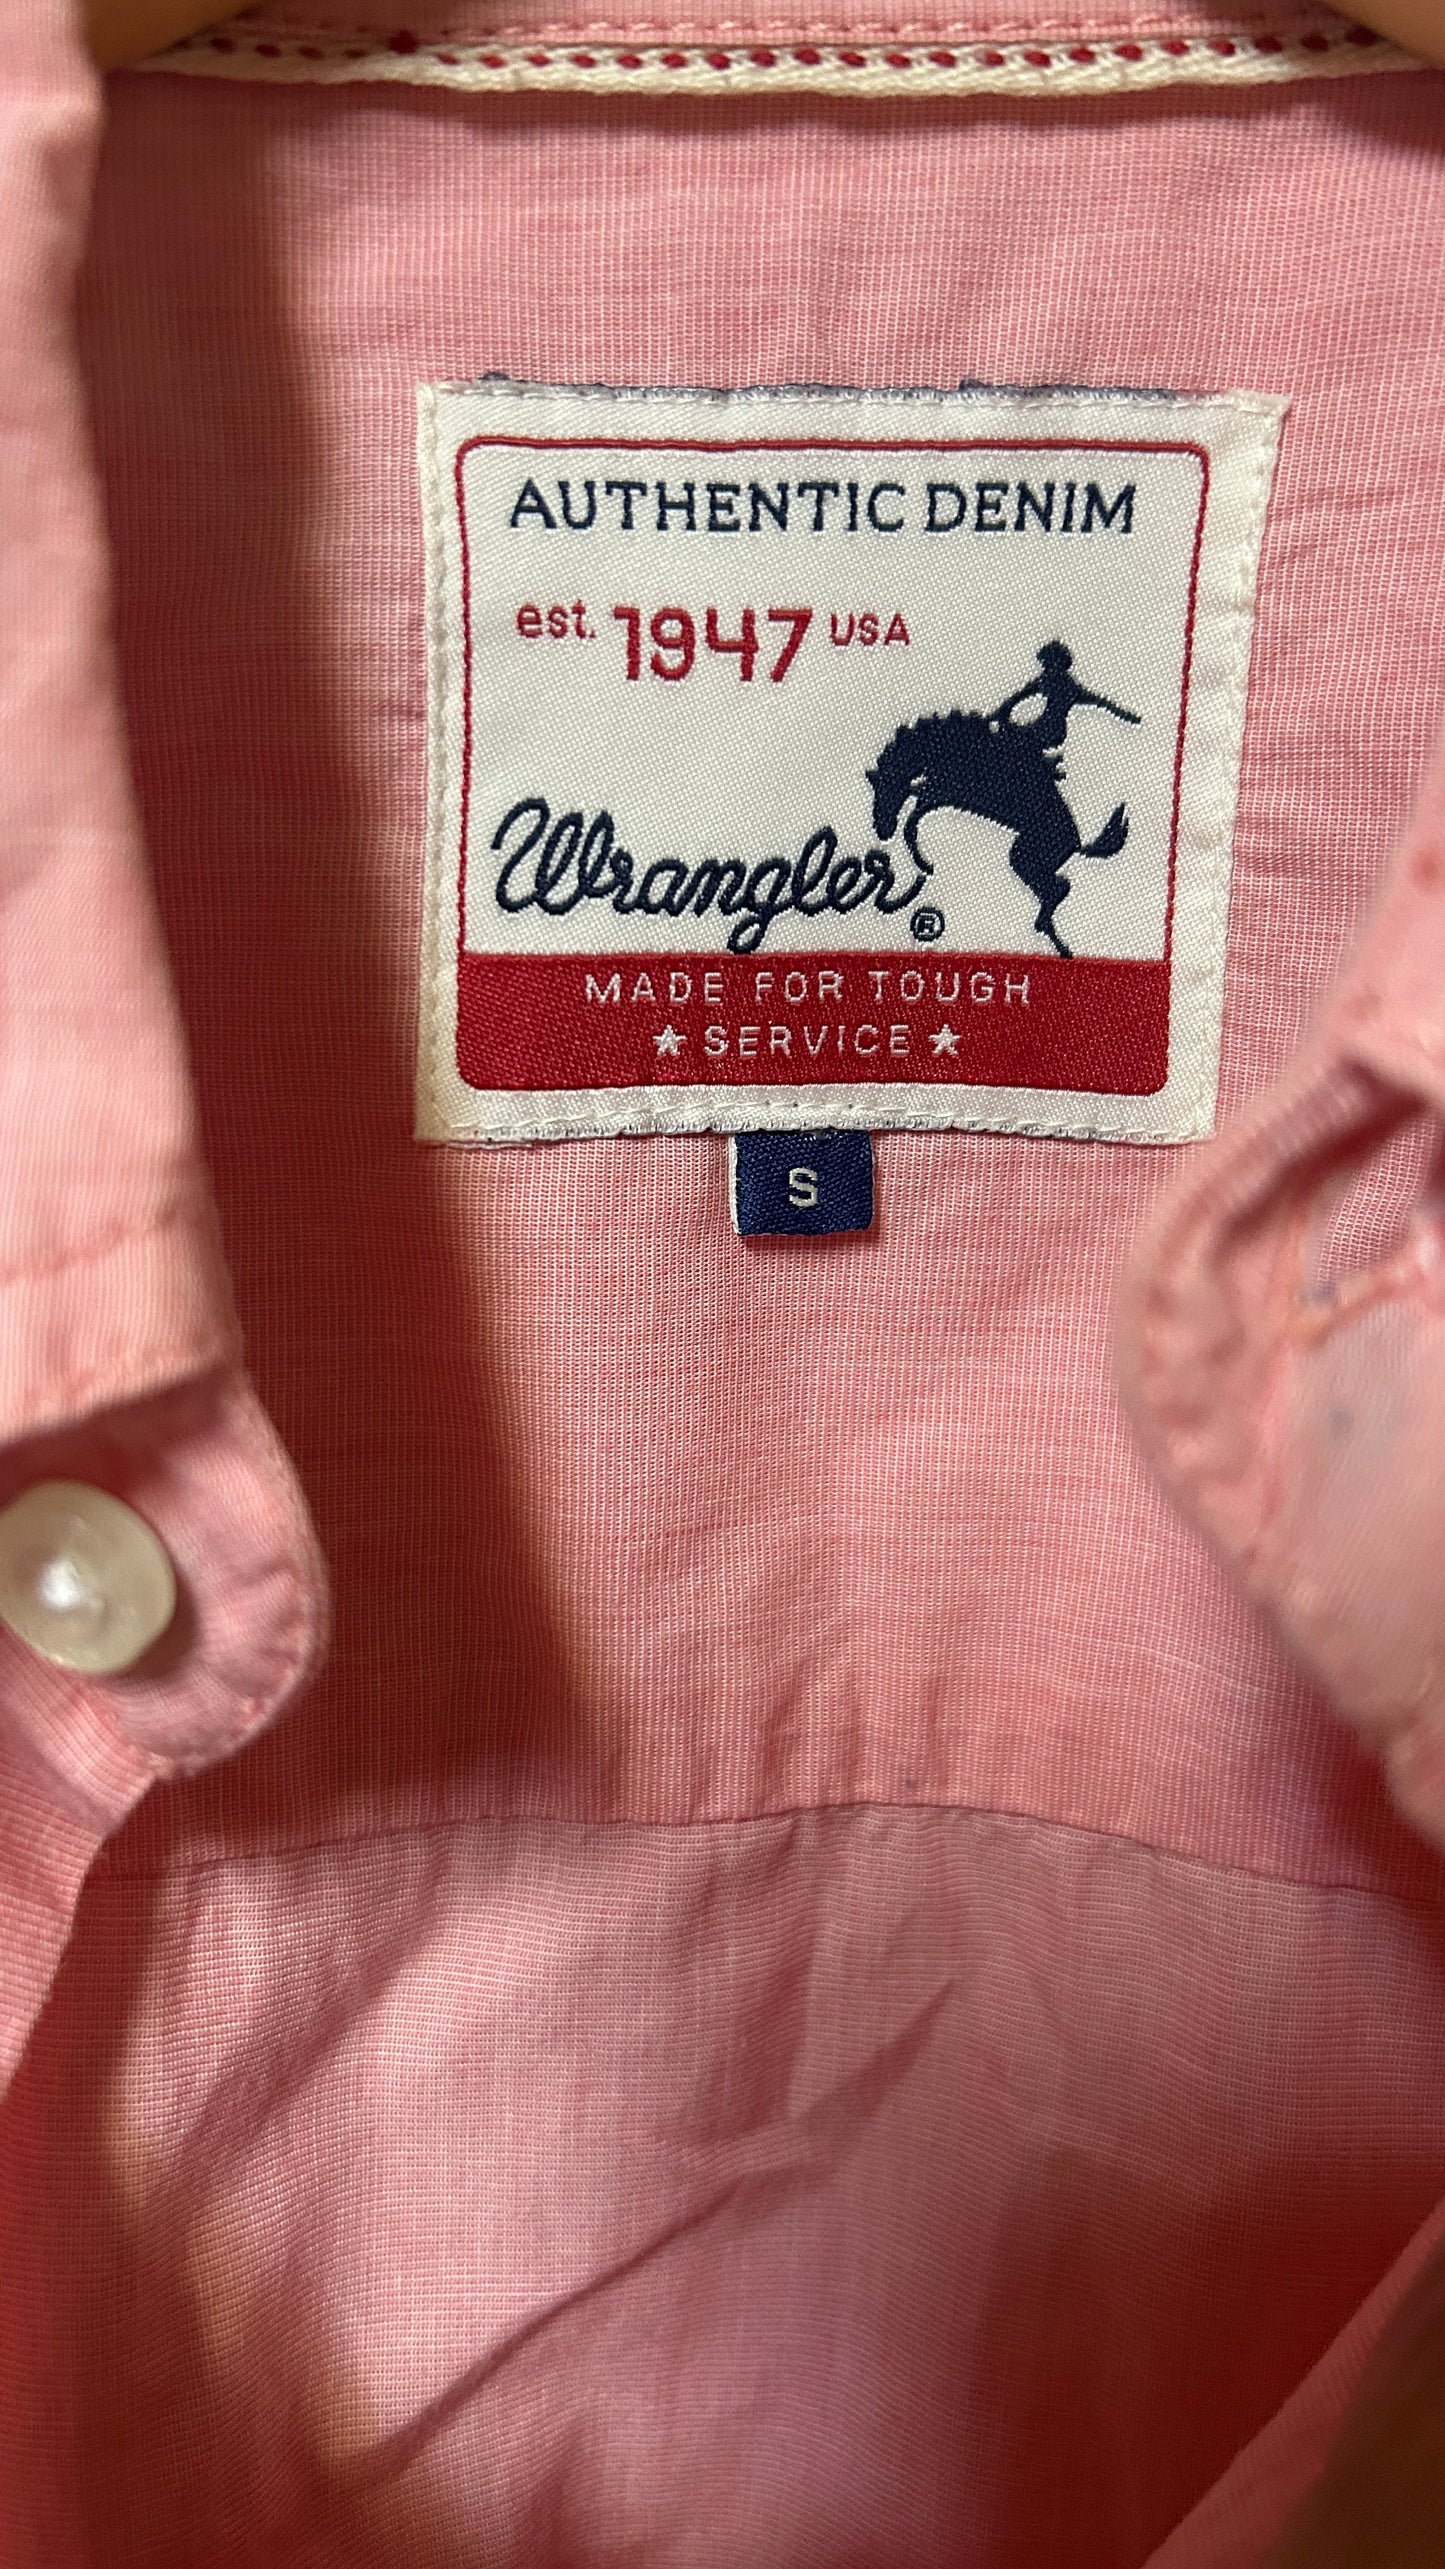 AUTHENTIC DENIM
est. 1947 USA
Wrangler®
MADE FOR TOUGH
★ SERVICE ★
S